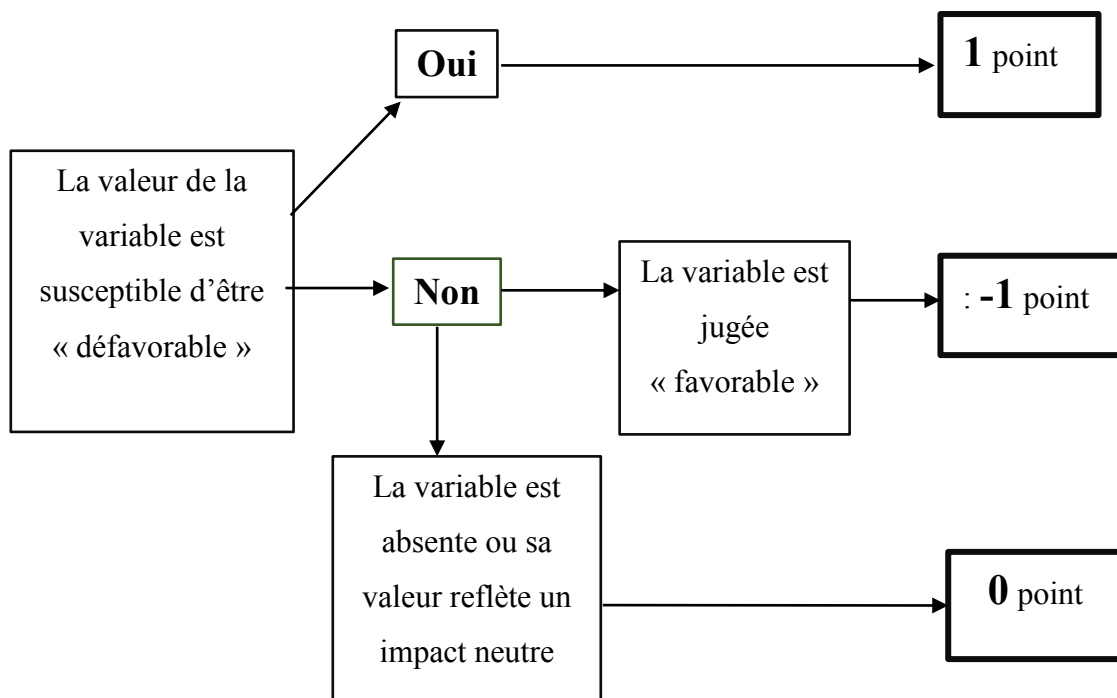 Oui
1 point
La valeur de la
variable est
susceptible d’être
« défavorable »
Non
La variable est
jugée
« favorable »
: -1 point
La variable est
absente ou sa
valeur reflète un
impact neutre
0 point